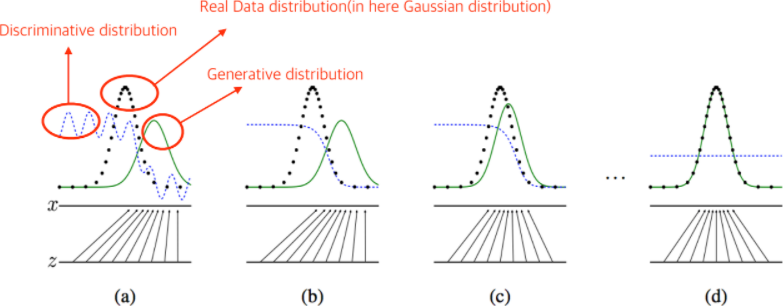 Real Data distribution(in here Gaussian distribution)
Discriminative distribution
Generative distribution
x
...
z
(a) (b) (c) (d)